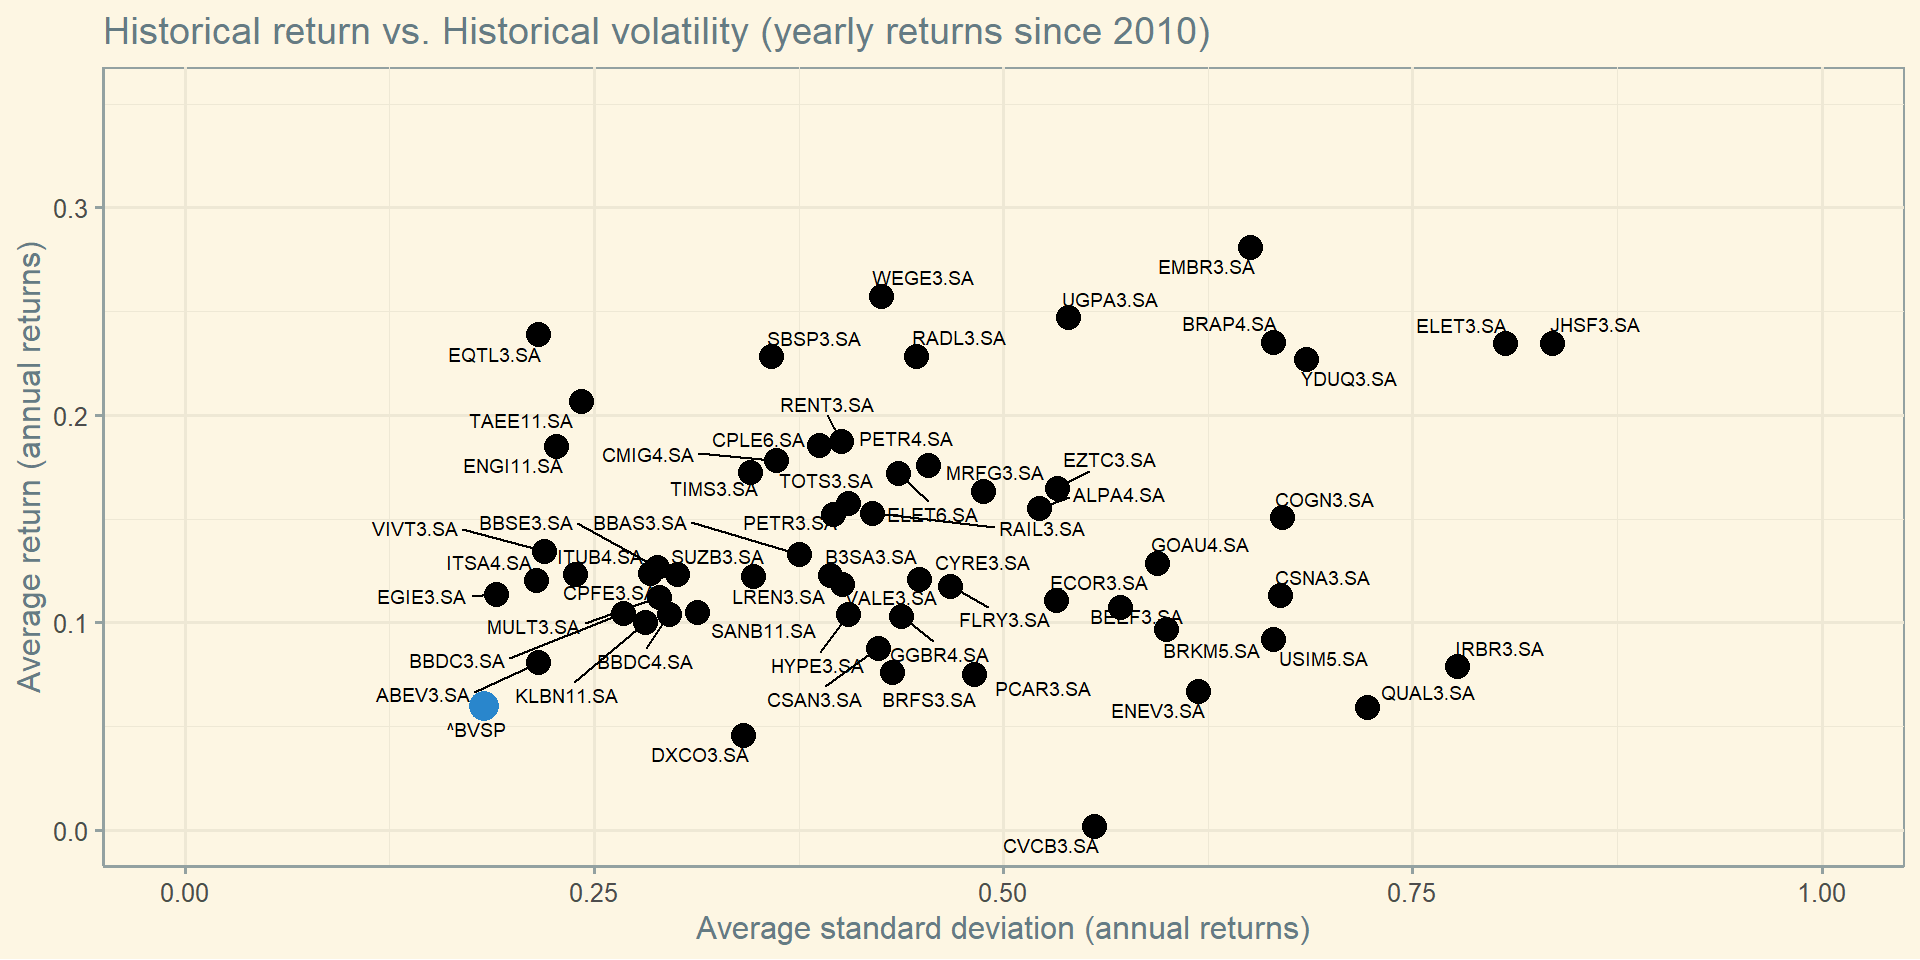 Historical return vs. Historical volatility (yearly returns since 2010)
Average return (annual returns)
0.3
0.2
0.1
0.0
EMBR3.SA
WEGE3.SA
UGPA3.SA
BRAP4.SA
ELET3.SA
JHSF3.SA
EQTL3.SA
SBSP3.SA
RADL3.SA
YDUQ3.SA
TAEE11.SA
RENT3.SA
CPLE6.SA
PETR4.SA
ENGI11.SA
CMIG4.SA
EZTC3.SA
TIMS3.SA
TOTS3.SA
MRFG3.SA
ALPA4.SA
COGN3.SA
VIVT3.SA
BBSE3.SA
BBAS3.SA
PETR3.SA
ELET6.SA
RAIL3.SA
ITSA4.SA
ITUB4.SA
SUZB3.SA
B3SA3.SA
CYRE3.SA
GOAU4.SA
EGIE3.SA
CPFE3.SA
LREN3.SA
VALE3.SA
ECOR3.SA
CSNA3.SA
MULT3.SA
SANB11.SA
FLRY3.SA
BEEF3.SA
BBDC3.SA
BBDC4.SA
HYPE3.SA
GGBR4.SA
BRKM5.SA
USIM5.SA
IRBR3.SA
ABEV3.SA
KLBN11.SA
CSAN3.SA
BRFS3.SA
PCAR3.SA
ENEV3.SA
QUAL3.SA
^BVSP
DXCO3.SA
CVCB3.SA
0.00
0.25
0.50
0.75
1.00
Average standard deviation (annual returns)